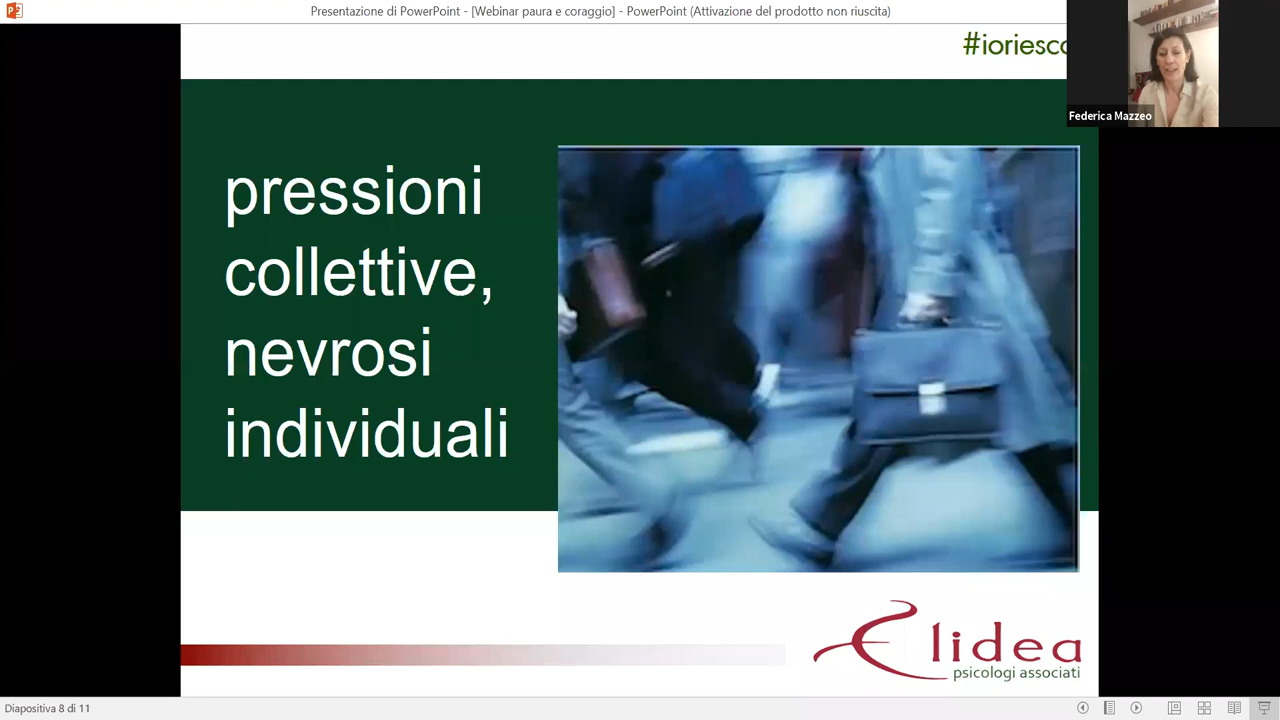 Presentazione di PowerPoint - [Webinar paura e coraggio] - PowerPoint (Attivazione del prodotto non riuscita)
#ioriesco
Federica Mazzeo
pressioni
collettive,
nevrosi
individuali
Elidea
psicologi associati
Diapositiva 8 di 11